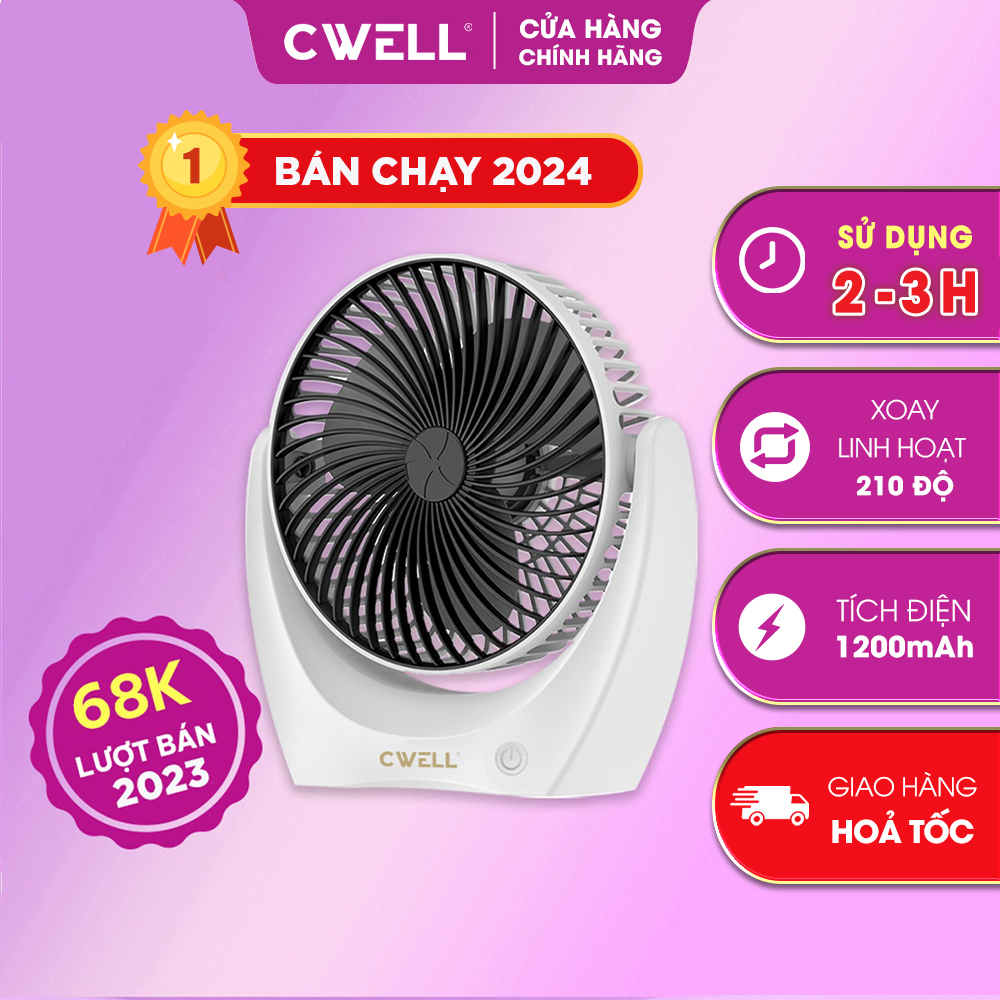 CWELL®
CỬA HÀNG
CHÍNH HÃNG
1
BÁN CHẠY 2024
SỬ DỤNG
2-3H
XOAY
LINH HOẠT
210 ĐỘ
TÍCH ĐIỆN
1200mAh
GIAO HÀNG
HOẢ TỐC
68K
LƯỢT BÁN
2023
CWELL®